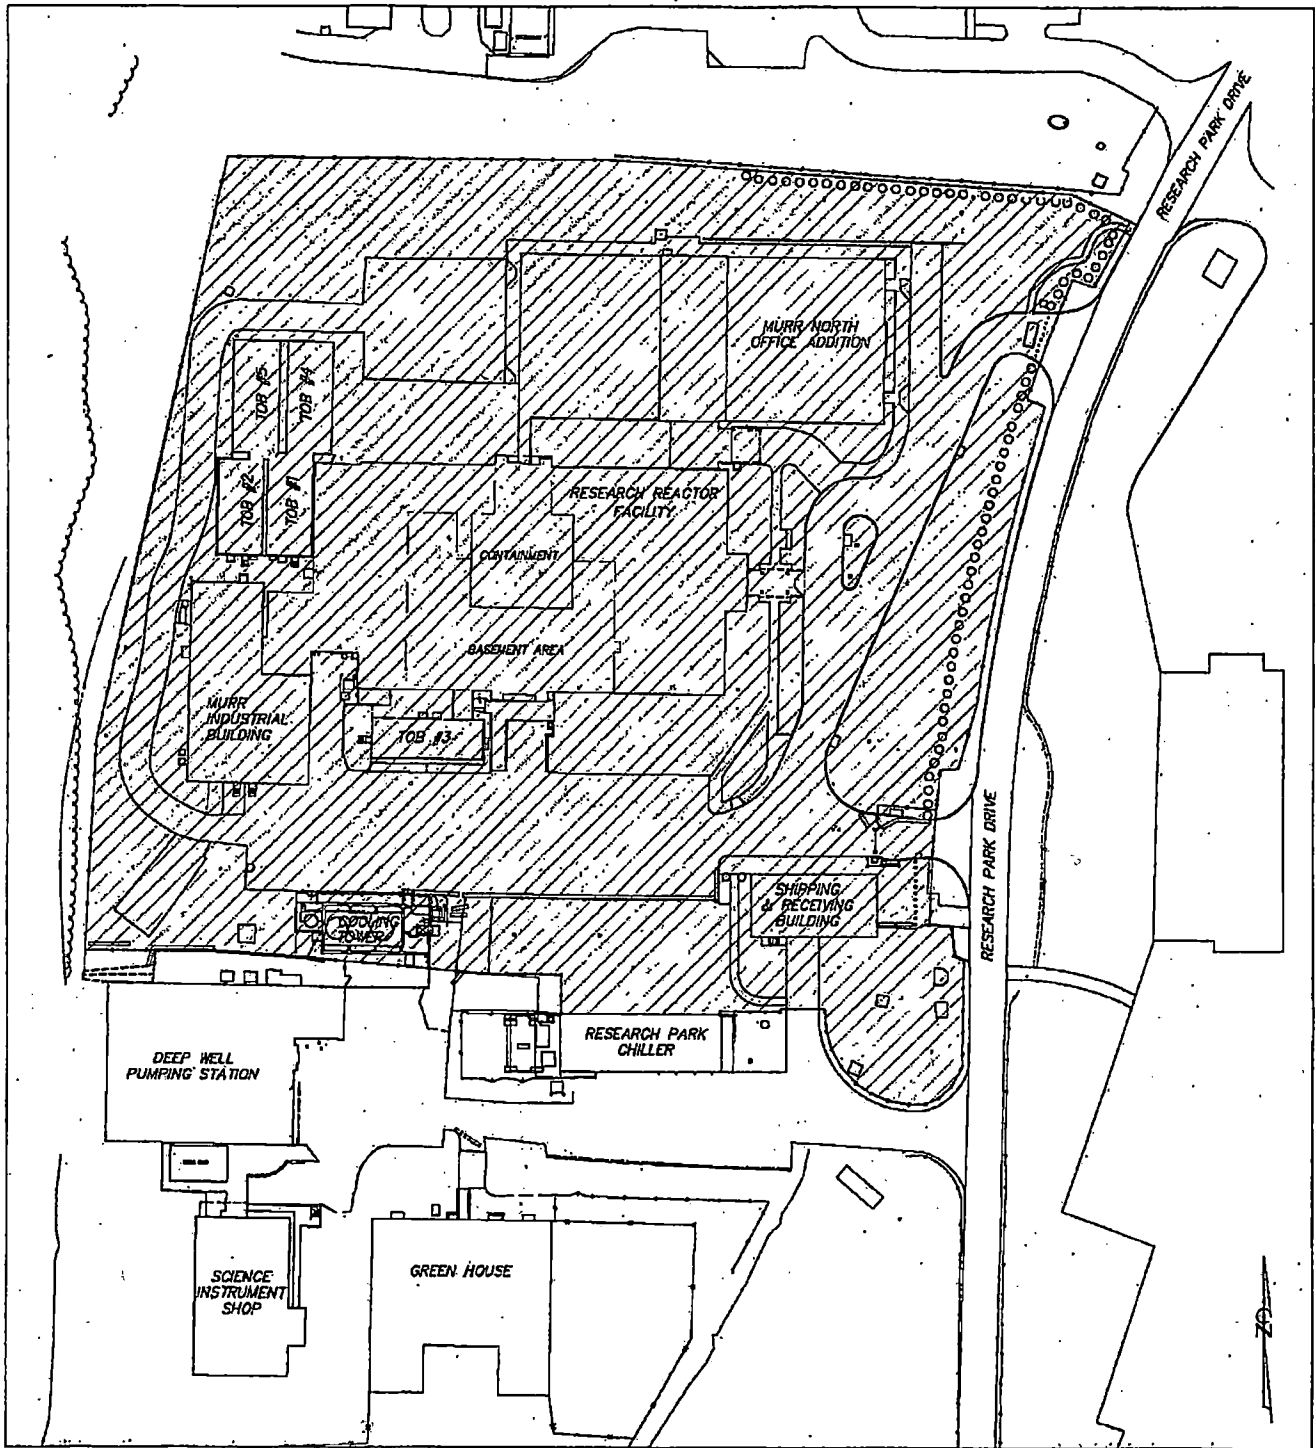 RESEARCH PARK DRIVE
MURR NORTH
OFFICE ADDITION
TOB #5
TOB #4
TOB #2
TOB #1
RESEARCH REACTOR
FACILITY
CONTAINMENT
BASEMENT AREA
MURR
INDUSTRIAL
BUILDING
TOB #3
RESEARCH PARK DRIVE
SHIPPING
& RECEIVING
BUILDING
COOLING
TOWER
RESEARCH PARK
CHILLER
DEEP WELL
PUMPING STATION
SCIENCE
INSTRUMENT
SHOP
GREEN HOUSE